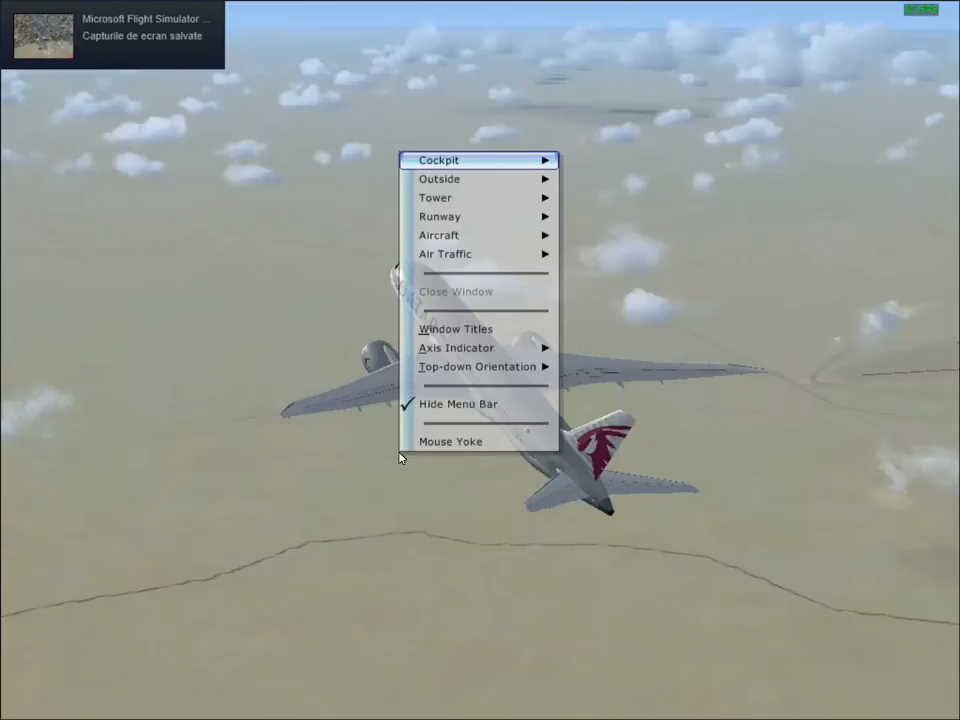 Microsoft Flight Simulator ...
Capturile de ecran salvate
Cockpit
Outside
Tower
Runway
Aircraft
Air Traffic
Close Window
Window Titles
Axis Indicator
Top-down Orientation
Hide Menu Bar
Mouse Yoke